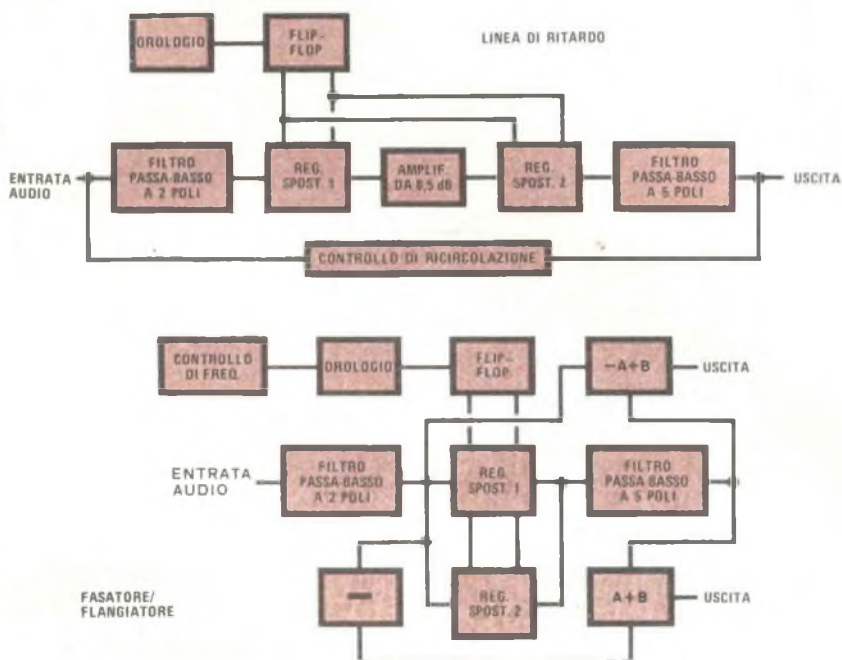 OROLOGIO
FLIP-
FLOP
LINEA DI RITARDO
ENTRATA
AUDIO
FILTRO
PASSA-BASSO
A 2 POLI
REG.
SPOST. 1
AMPLIF.
DA 8,5 dB
REG.
SPOST. 2
FILTRO
PASSA-BASSO
A 5 POLI
USCITA
CONTROLLO DI RICIRCOLAZIONE
CONTROLLO
DI FREQ.
OROLOGIO
FLIP-
FLOP
−A+B
USCITA
ENTRATA
AUDIO
FILTRO
PASSA-BASSO
A 2 POLI
REG.
SPOST. 1
FILTRO
PASSA-BASSO
A 5 POLI
FASATORE/
FLANGIATORE
−
REG.
SPOST. 2
A+B
USCITA